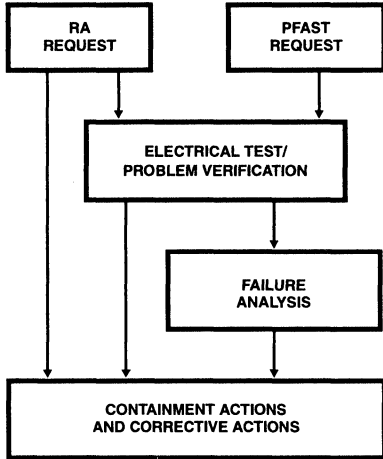 RA
REQUEST
PFAST
REQUEST
ELECTRICAL TEST/
PROBLEM VERIFICATION
FAILURE
ANALYSIS
CONTAINMENT ACTIONS
AND CORRECTIVE ACTIONS